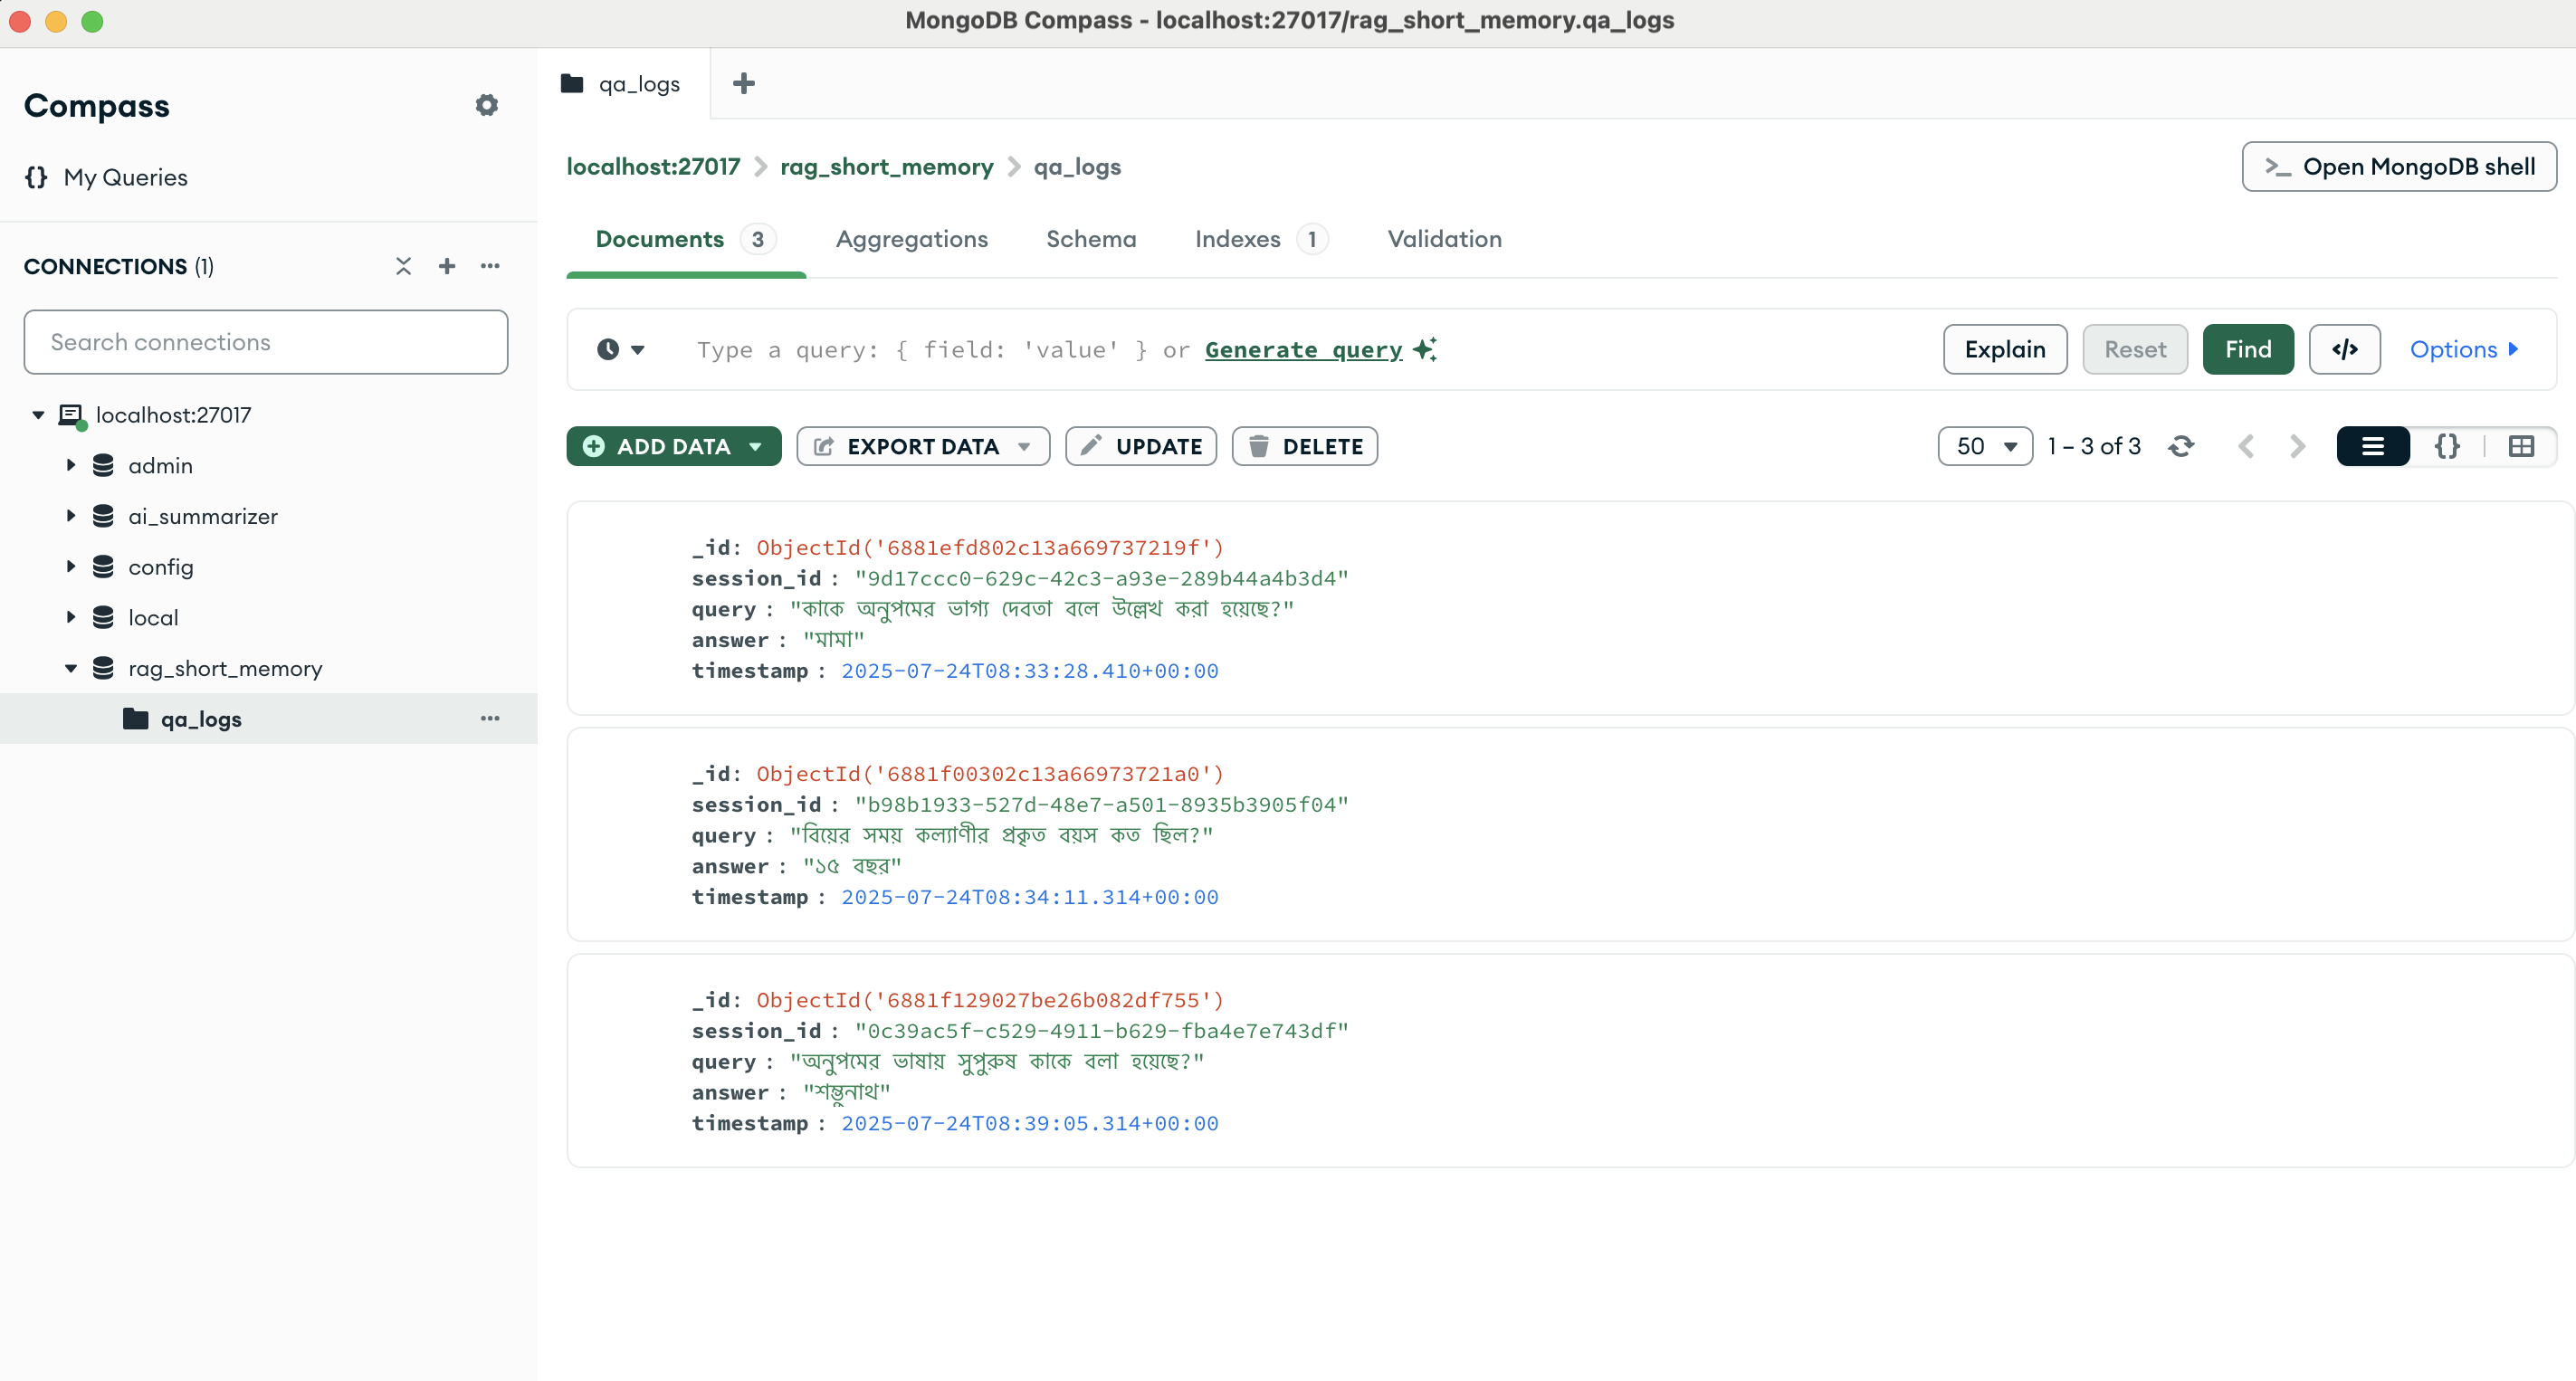 MongoDB Compass - localhost:27017/rag_short_memory.qa_logs
Compass
{} My Queries
CONNECTIONS (1)
Search connections
localhost:27017
admin
ai_summarizer
config
local
rag_short_memory
qa_logs
qa_logs
localhost:27017 > rag_short_memory > qa_logs
>_ Open MongoDB shell
Documents 3 Aggregations Schema Indexes 1 Validation
Type a query: { field: 'value' } or Generate query
Explain Reset Find </> Options
ADD DATA EXPORT DATA UPDATE DELETE
50 1 – 3 of 3 {}
_id: ObjectId('6881efd802c13a669737219f')
session_id : "9d17ccc0-629c-42c3-a93e-289b44a4b3d4"
query : "কাকে অনুপমের ভাগ্য দেবতা বলে উল্লেখ করা হয়েছে?"
answer : "মামা"
timestamp : 2025-07-24T08:33:28.410+00:00
_id: ObjectId('6881f00302c13a66973721a0')
session_id : "b98b1933-527d-48e7-a501-8935b3905f04"
query : "বিয়ের সময় কল্যাণীর প্রকৃত বয়স কত ছিল?"
answer : "১৫ বছর"
timestamp : 2025-07-24T08:34:11.314+00:00
_id: ObjectId('6881f129027be26b082df755')
session_id : "0c39ac5f-c529-4911-b629-fba4e7e743df"
query : "অনুপমের ভাষায় সুপুরুষ কাকে বলা হয়েছে?"
answer : "শম্ভুনাথ"
timestamp : 2025-07-24T08:39:05.314+00:00